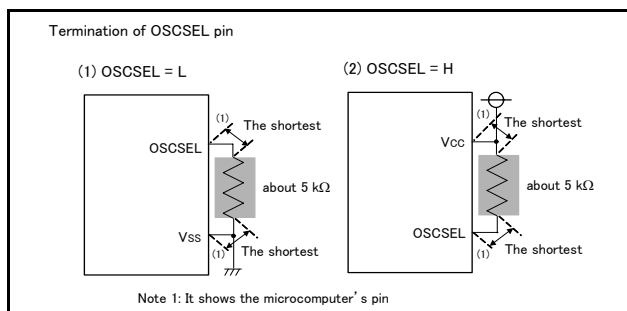 Termination of OSCSEL pin
(1) OSCSEL = L
(2) OSCSEL = H
(1)
The shortest
OSCSEL
about 5 kΩ
VSS
(1)
The shortest
(1)
The shortest
VCC
about 5 kΩ
OSCSEL
(1)
The shortest
Note 1: It shows the microcomputer's pin